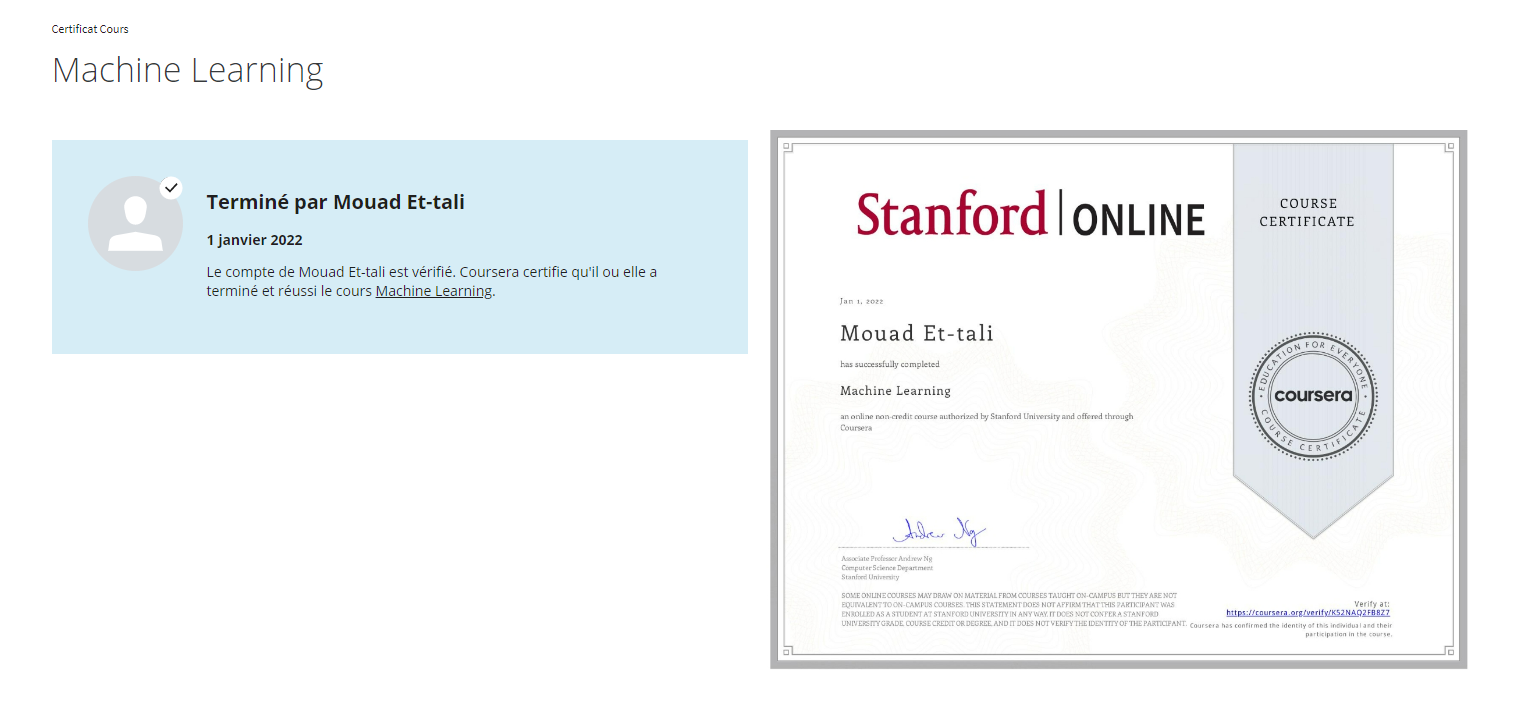 Certificat Cours
Machine Learning
Terminé par Mouad Et-tali
1 janvier 2022
Le compte de Mouad Et-tali est vérifié. Coursera certifie qu'il ou elle a
terminé et réussi le cours Machine Learning.
Stanford ONLINE
COURSE
CERTIFICATE
Jan 1, 2022
Mouad Et-tali
has successfully completed
Machine Learning
an online non-credit course authorized by Stanford University and offered through
Coursera
EDUCATION FOR EVERYONE
coursera
COURSE CERTIFICATE
Andrew Ng
Associate Professor Andrew Ng
Computer Science Department
Stanford University
SOME ONLINE COURSES MAY DRAW ON MATERIAL FROM COURSES TAUGHT ON-CAMPUS BUT THEY ARE NOT
EQUIVALENT TO ON-CAMPUS COURSES. THIS STATEMENT DOES NOT AFFIRM THAT THIS PARTICIPANT WAS
ENROLLED AS A STUDENT AT STANFORD UNIVERSITY IN ANY WAY. IT DOES NOT CONFER A STANFORD
UNIVERSITY GRADE, COURSE CREDIT OR DEGREE, AND IT DOES NOT VERIFY THE IDENTITY OF THE PARTICIPANT.
Verify at:
https://coursera.org/verify/K52NAQ2FBBZ7
Coursera has confirmed the identity of this individual and their
participation in the course.